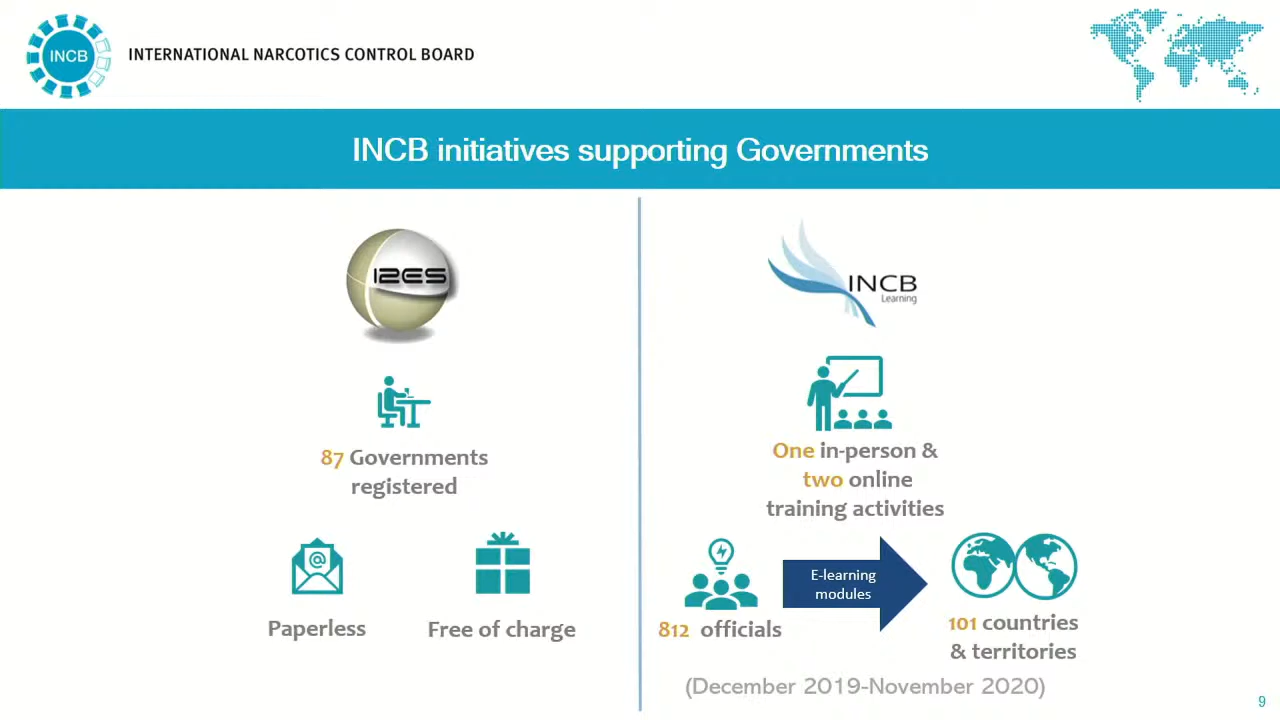 INCB
INTERNATIONAL NARCOTICS CONTROL BOARD
INCB initiatives supporting Governments
I2ES
87 Governments
registered
Paperless
Free of charge
INCB
Learning
One in-person &
two online
training activities
E-learning
modules
812 officials
101 countries
& territories
(December 2019-November 2020)
9